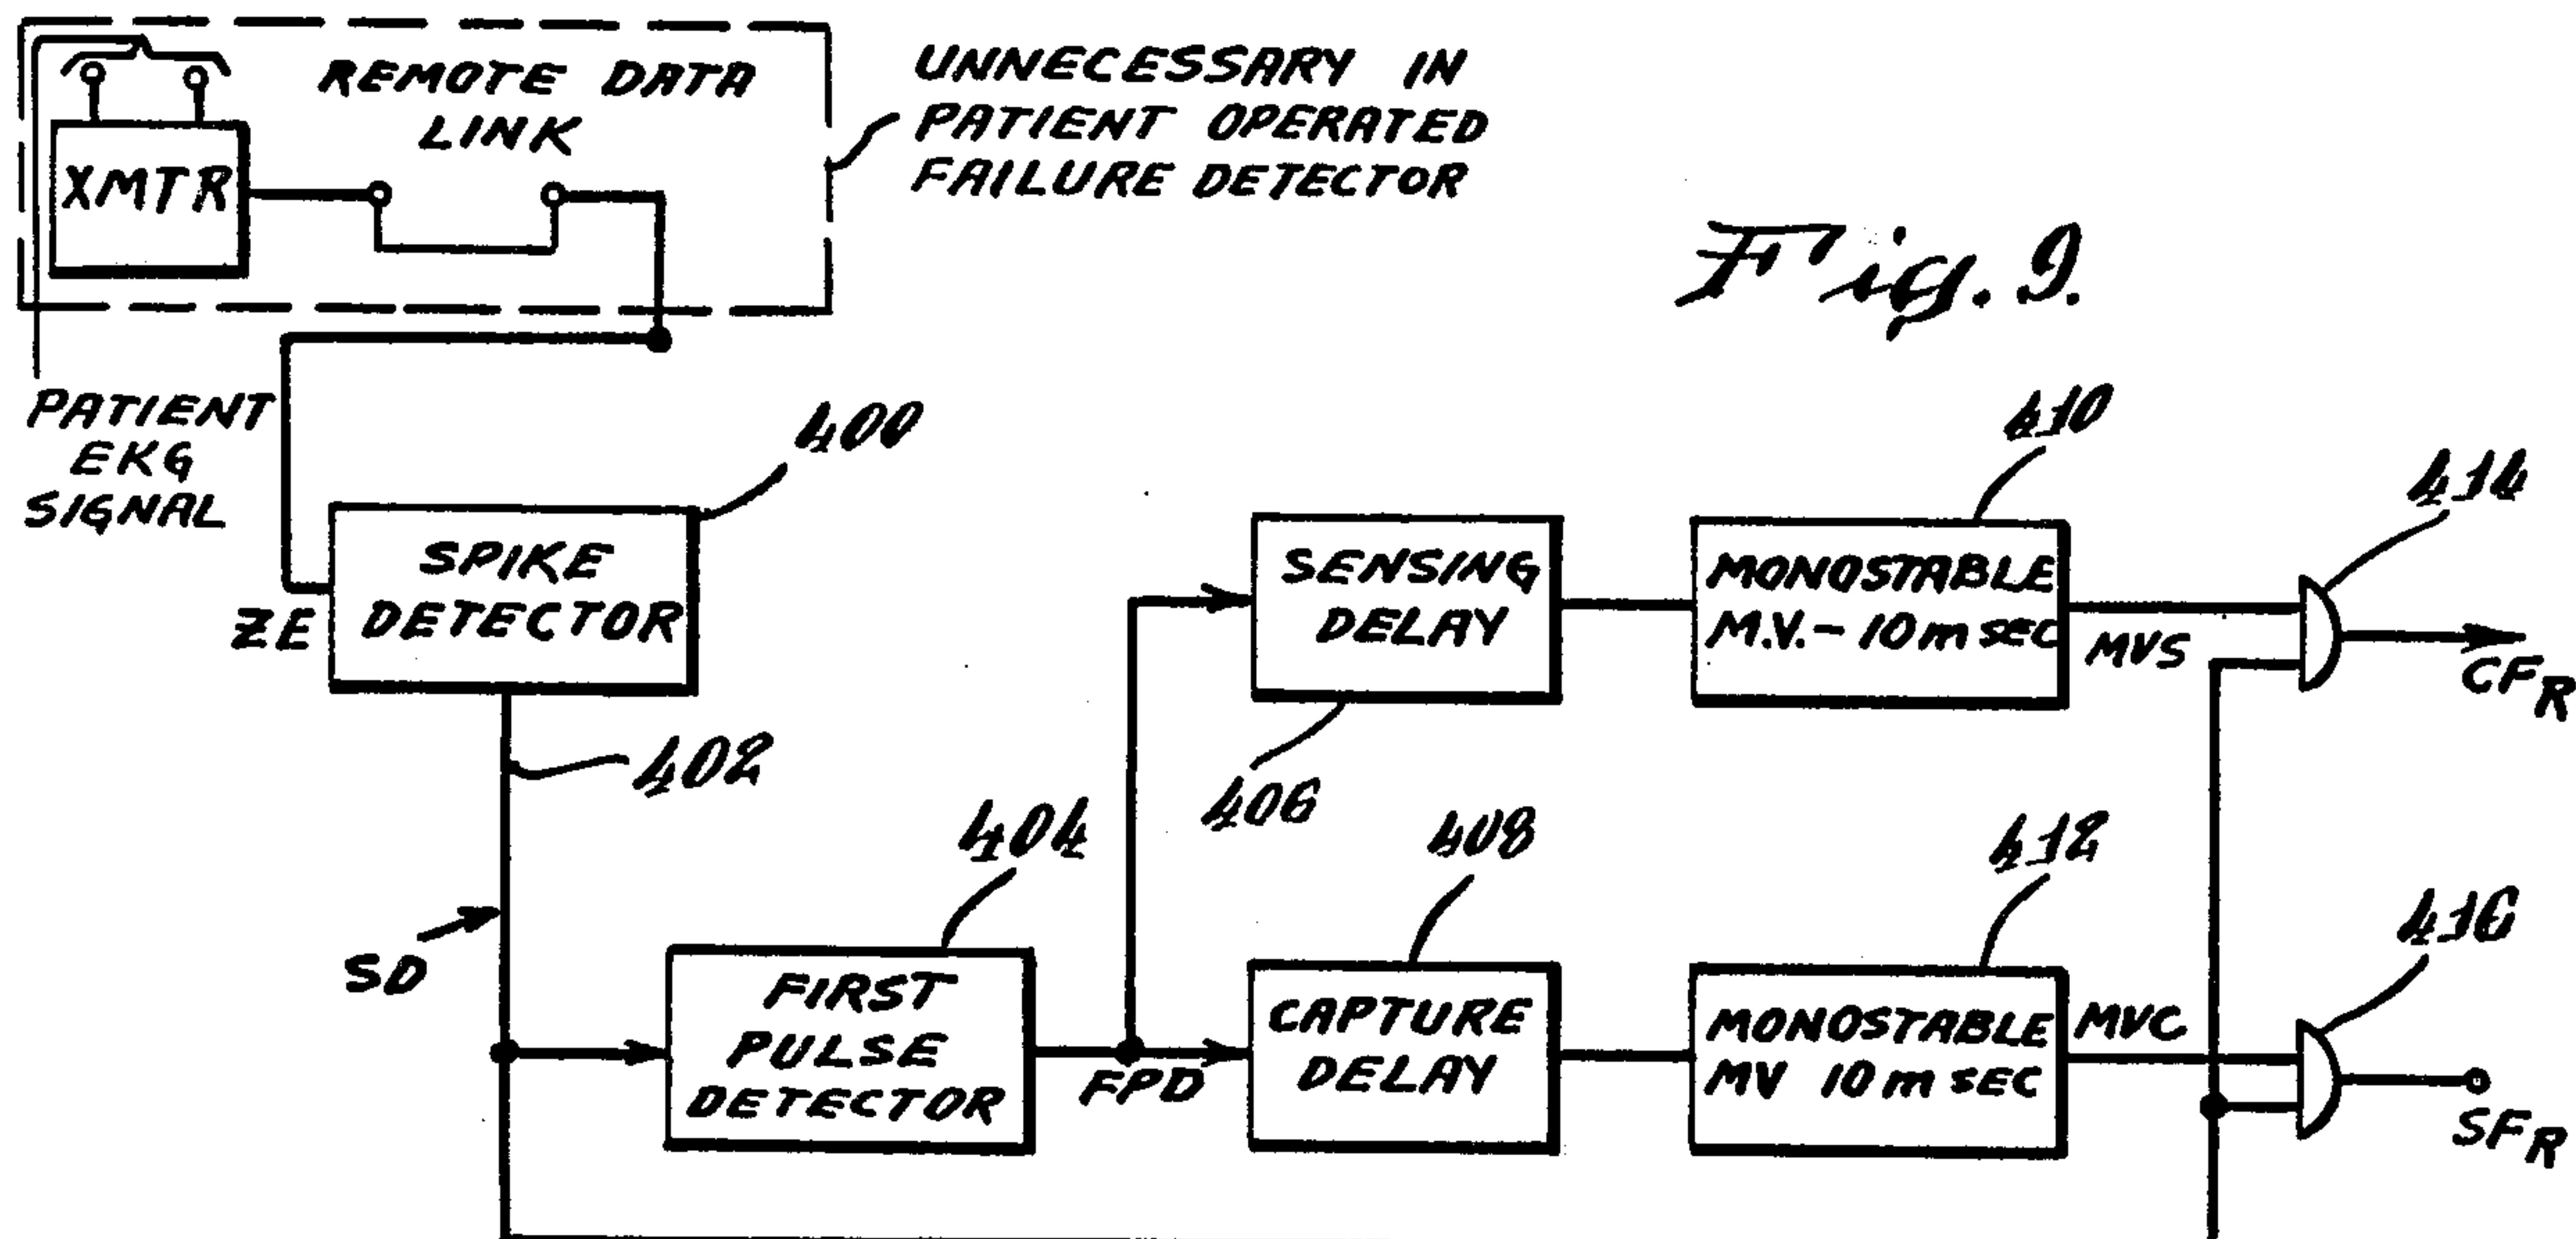 REMOTE DATA
LINK
XMTR
UNNECESSARY IN
PATIENT OPERATED
FAILURE DETECTOR
Fig. 9.
PATIENT
EKG
SIGNAL
400
SPIKE
DETECTOR
ZE
402
SD
404
FIRST
PULSE
DETECTOR
FPD
SENSING
DELAY
406
408
CAPTURE
DELAY
410
MONOSTABLE
M.V. - 10 m SEC
MVS
412
MONOSTABLE
MV 10 m SEC
MVC
414
CFR
416
SFR